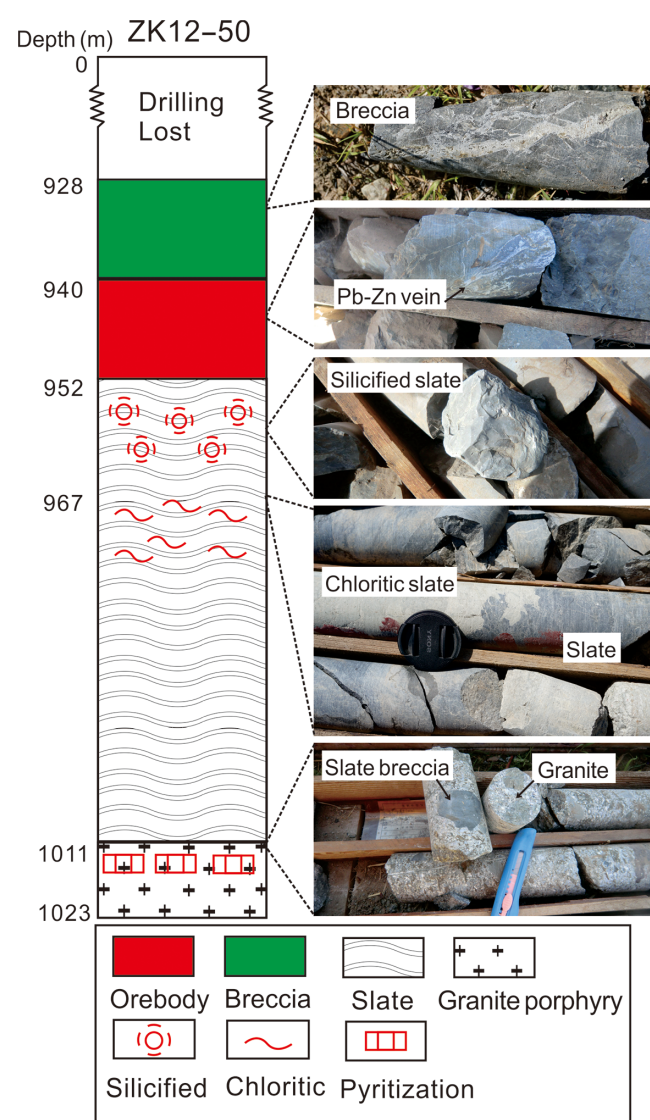 ZK12–50
Depth (m)
0
Drilling
Lost
928
940
952
967
1011
1023
Breccia
Pb-Zn vein
Silicified slate
Chloritic slate
SONY
Slate
Slate breccia
Granite
Orebody
Breccia
Slate
Granite porphyry
Silicified
Chloritic
Pyritization